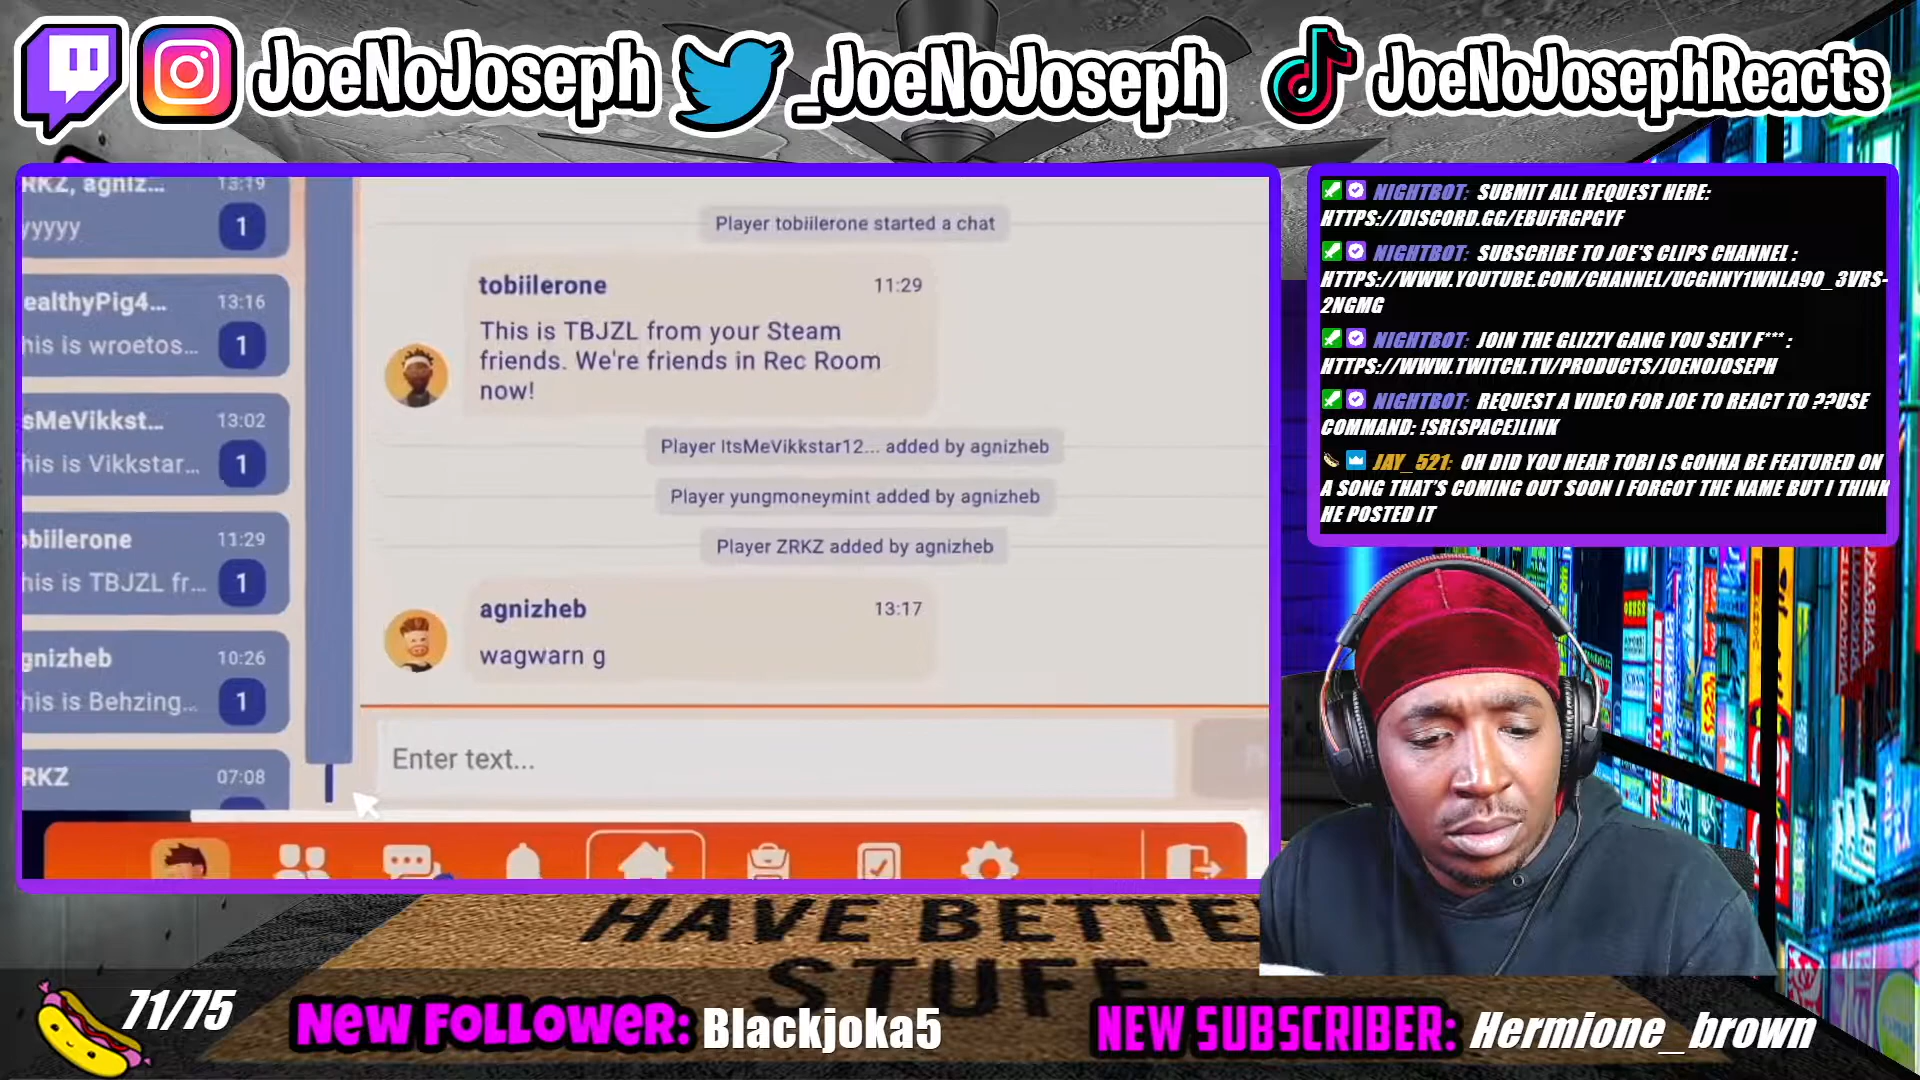 JoeNoJoseph
_JoeNoJoseph
JoeNoJosephReacts
RKZ, agniz... 13:19
yyyyy 1
ealthyPig4... 13:16
his is wroetos... 1
sMeVikkst... 13:02
his is Vikkstar... 1
obiilerone 11:29
his is TBJZL fr... 1
gnizheb 10:26
his is Behzing... 1
RKZ 07:08
Player tobiilerone started a chat
tobiilerone 11:29
This is TBJZL from your Steam
friends. We're friends in Rec Room
now!
Player ItsMeVikkstar12... added by agnizheb
Player yungmoneymint added by agnizheb
Player ZRKZ added by agnizheb
agnizheb 13:17
wagwarn g
Enter text...
NIGHTBOT: SUBMIT ALL REQUEST HERE:
HTTPS://DISCORD.GG/EBUFRGPGYF
NIGHTBOT: SUBSCRIBE TO JOE'S CLIPS CHANNEL :
HTTPS://WWW.YOUTUBE.COM/CHANNEL/UCGNNY1WNLA9O_3VRS-
2NGMG
NIGHTBOT: JOIN THE GLIZZY GANG YOU SEXY F*** :
HTTPS://WWW.TWITCH.TV/PRODUCTS/JOENOJOSEPH
NIGHTBOT: REQUEST A VIDEO FOR JOE TO REACT TO ??USE
COMMAND: !SR(SPACE)LINK
JAY_521: OH DID YOU HEAR TOBI IS GONNA BE FEATURED ON
A SONG THAT'S COMING OUT SOON I FORGOT THE NAME BUT I THINK
HE POSTED IT
HAVE BETTE
STUFF
71/75
NEW FOLLOWER: Blackjoka5
NEW SUBSCRIBER: Hermione_brown